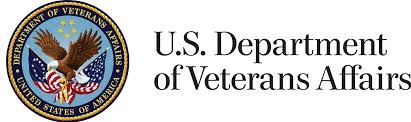 DEPARTMENT OF VETERANS AFFAIRS
UNITED STATES OF AMERICA
U.S. Department
of Veterans Affairs